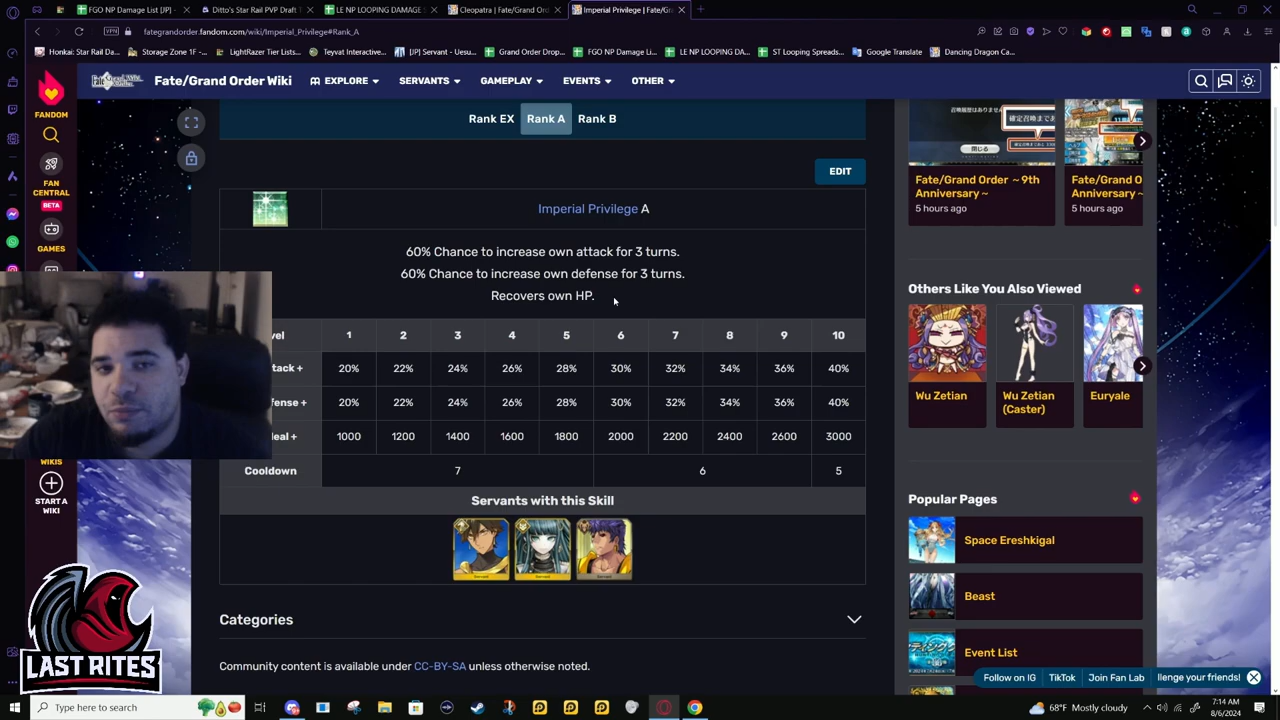 FGO NP Damage List [JP] -
Ditto's Star Rail PVP Draft T
LE NP LOOPING DAMAGE S
Cleopatra | Fate/Grand Ord
Imperial Privilege | Fate/Gra
VPN
fategrandorder.fandom.com/wiki/Imperial_Privilege#Rank_A
Honkai: Star Rail Da...
Storage Zone 1F -...
LightRazer Tier Lists...
Teyvat Interactive...
[JP] Servant - Uesu...
Grand Order Drop...
FGO NP Damage Li...
LE NP LOOPING DA...
ST Looping Spreads...
Google Translate
Dancing Dragon Ca...
Fate/Grand Order Wiki
EXPLORE
SERVANTS
GAMEPLAY
EVENTS
OTHER
FANDOM
FAN
CENTRAL
BETA
GAMES
WIKIS
START A
WIKI
Rank EX
Rank A
Rank B
EDIT
Imperial Privilege A
60% Chance to increase own attack for 3 turns.
60% Chance to increase own defense for 3 turns.
Recovers own HP.
vel 1 2 3 4 5 6 7 8 9 10
tack + 20% 22% 24% 26% 28% 30% 32% 34% 36% 40%
fense + 20% 22% 24% 26% 28% 30% 32% 34% 36% 40%
eal + 1000 1200 1400 1600 1800 2000 2200 2400 2600 3000
Cooldown 7 6 5
Servants with this Skill
Categories
Community content is available under CC-BY-SA unless otherwise noted.
閉じる
Fate/Grand Order ~ 9th
Anniversary ~
5 hours ago
Fate/Grand O
Anniversary ~
5 hours ago
Others Like You Also Viewed
Wu Zetian
Wu Zetian
(Caster)
Euryale
Popular Pages
Space Ereshkigal
Beast
Event List
Follow on IG
TikTok
Join Fan Lab
llenge your friends!
LAST RITES
Type here to search
68°F Mostly cloudy
7:14 AM
8/6/2024